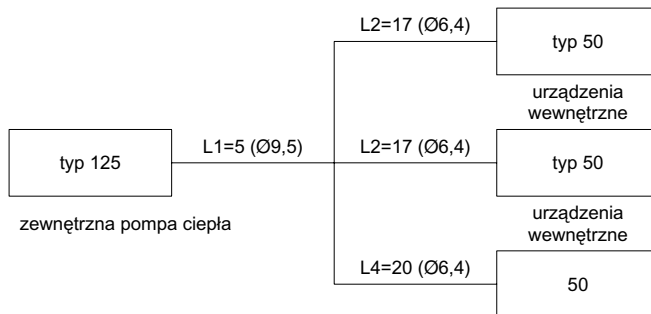 L2=17 (Ø6,4)
typ 50
urządzenia
wewnętrzne
typ 125
L1=5 (Ø9,5)
L2=17 (Ø6,4)
typ 50
zewnętrzna pompa ciepła
urządzenia
wewnętrzne
L4=20 (Ø6,4)
50